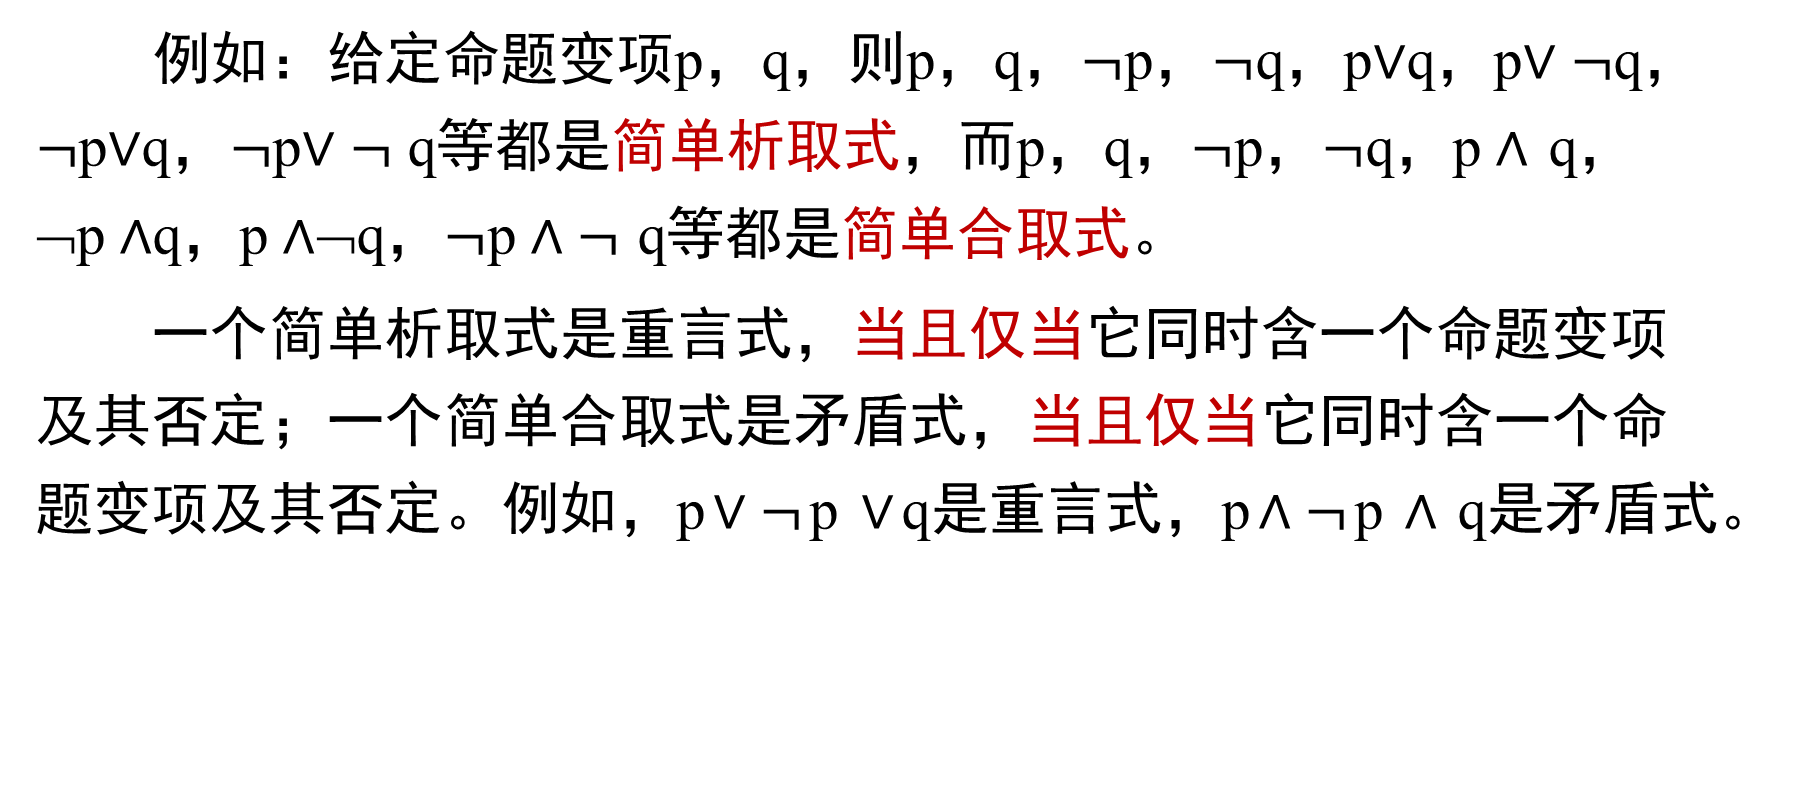 例如：给定命题变项p，q，则p，q，¬p，¬q，p∨q，p∨ ¬q，
¬p∨q，¬p∨ ¬ q等都是简单析取式，而p，q，¬p，¬q，p ∧ q，
¬p ∧q，p ∧¬q，¬p ∧ ¬ q等都是简单合取式。
一个简单析取式是重言式，当且仅当它同时含一个命题变项
及其否定；一个简单合取式是矛盾式，当且仅当它同时含一个命
题变项及其否定。例如，p∨ ¬ p ∨q是重言式，p∧ ¬ p ∧ q是矛盾式。